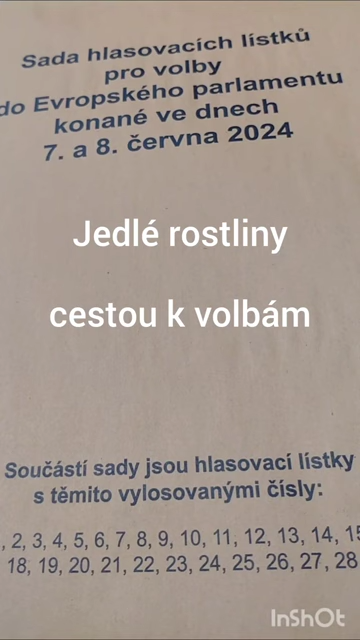 Sada hlasovacích lístků
pro volby
do Evropského parlamentu
konané ve dnech
7. a 8. června 2024
Jedlé rostliny
cestou k volbám
Součástí sady jsou hlasovací lístky
s těmito vylosovanými čísly:
, 2, 3, 4, 5, 6, 7, 8, 9, 10, 11, 12, 13, 14, 15
18, 19, 20, 21, 22, 23, 24, 25, 26, 27, 28
InShOt